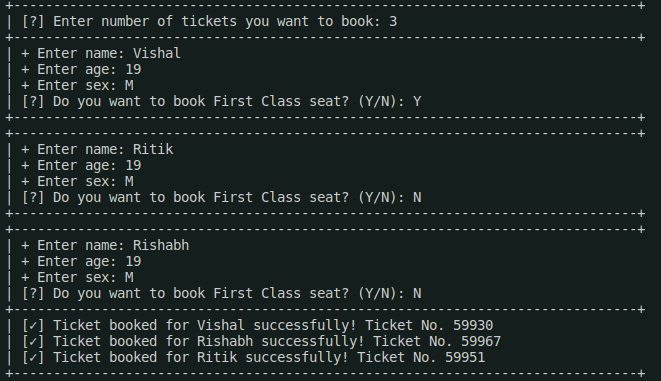 +------------------------------------------------------------------------------+
| [?] Enter number of tickets you want to book: 3
+------------------------------------------------------------------------------+
| + Enter name: Vishal
| + Enter age: 19
| + Enter sex: M
| [?] Do you want to book First Class seat? (Y/N): Y
+------------------------------------------------------------------------------+
+------------------------------------------------------------------------------+
| + Enter name: Ritik
| + Enter age: 19
| + Enter sex: M
| [?] Do you want to book First Class seat? (Y/N): N
+------------------------------------------------------------------------------+
+------------------------------------------------------------------------------+
| + Enter name: Rishabh
| + Enter age: 19
| + Enter sex: M
| [?] Do you want to book First Class seat? (Y/N): N
+------------------------------------------------------------------------------+
| [✓] Ticket booked for Vishal successfully! Ticket No. 59930
| [✓] Ticket booked for Rishabh successfully! Ticket No. 59967
| [✓] Ticket booked for Ritik successfully! Ticket No. 59951
+------------------------------------------------------------------------------+